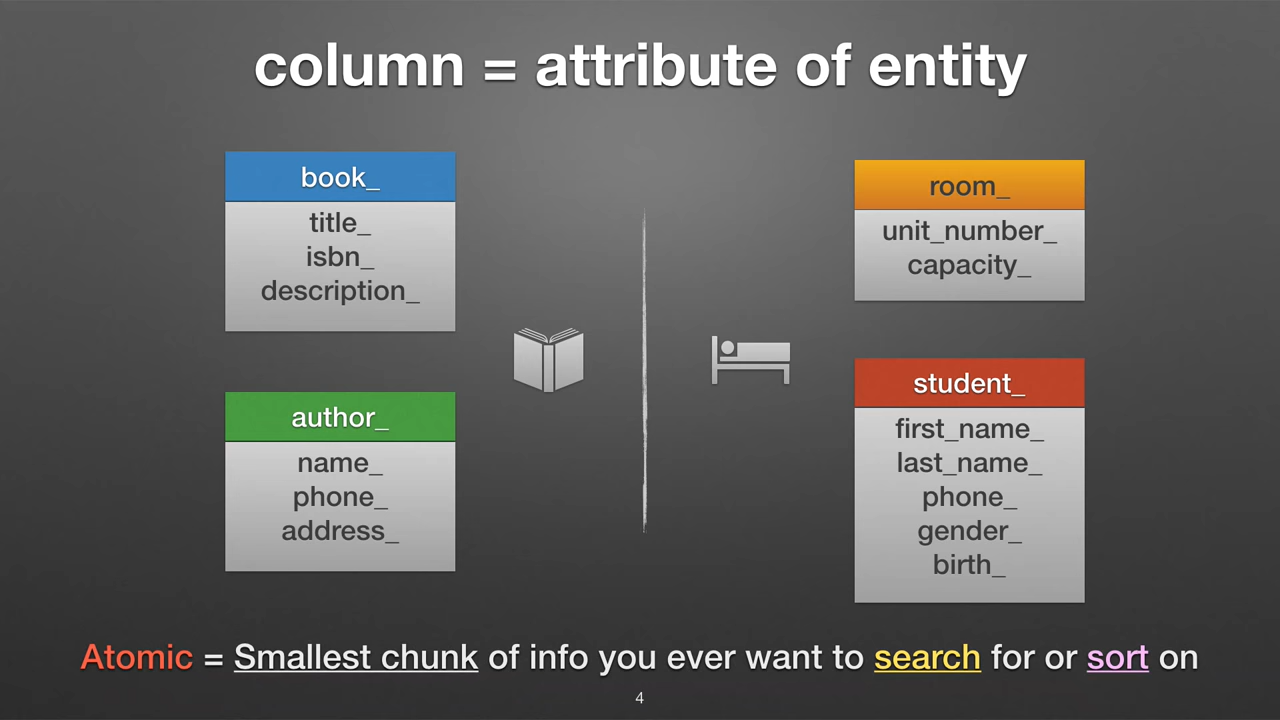 column = attribute of entity
book_
title_
isbn_
description_
author_
name_
phone_
address_
room_
unit_number_
capacity_
student_
first_name_
last_name_
phone_
gender_
birth_
Atomic = Smallest chunk of info you ever want to search for or sort on
4